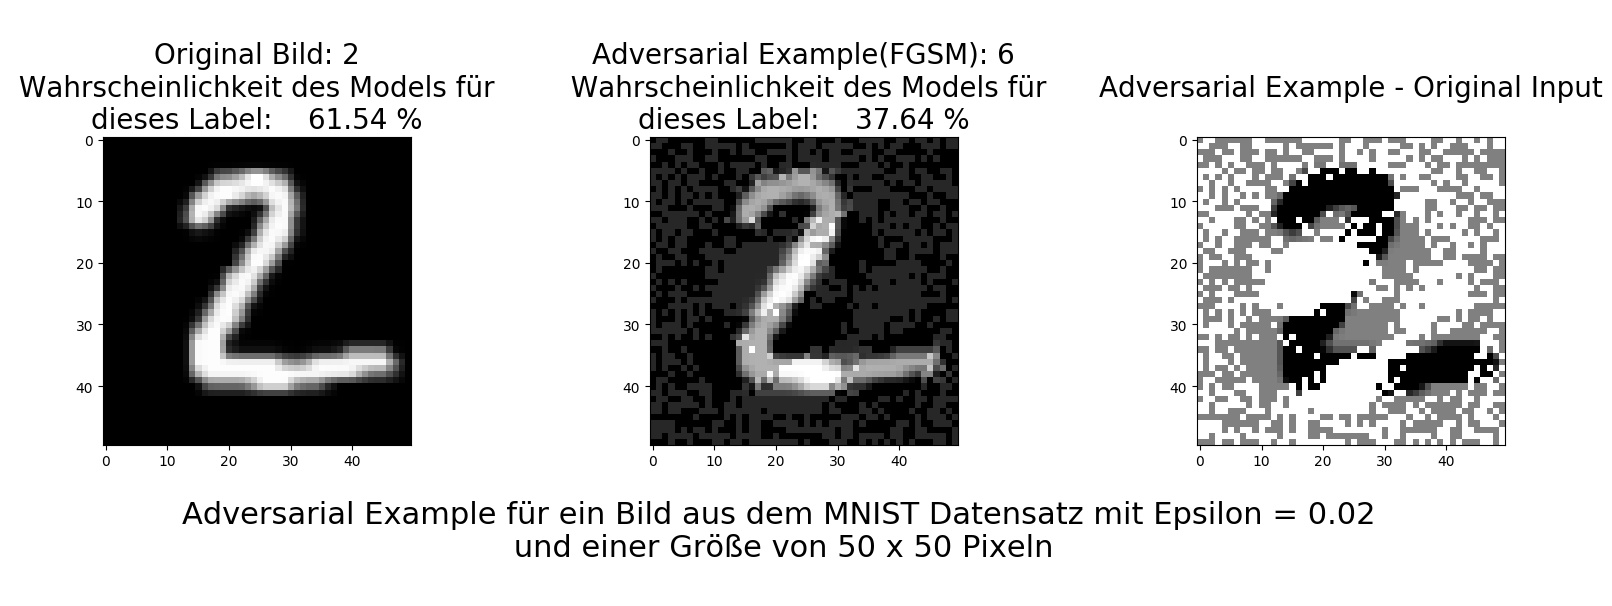 Original Bild: 2
Wahrscheinlichkeit des Models für
dieses Label: 61.54 %
0
10
20
30
40
0 10 20 30 40
Adversarial Example(FGSM): 6
Wahrscheinlichkeit des Models für
dieses Label: 37.64 %
0
10
20
30
40
0 10 20 30 40
Adversarial Example - Original Input
0
10
20
30
40
0 10 20 30 40
Adversarial Example für ein Bild aus dem MNIST Datensatz mit Epsilon = 0.02
und einer Größe von 50 x 50 Pixeln